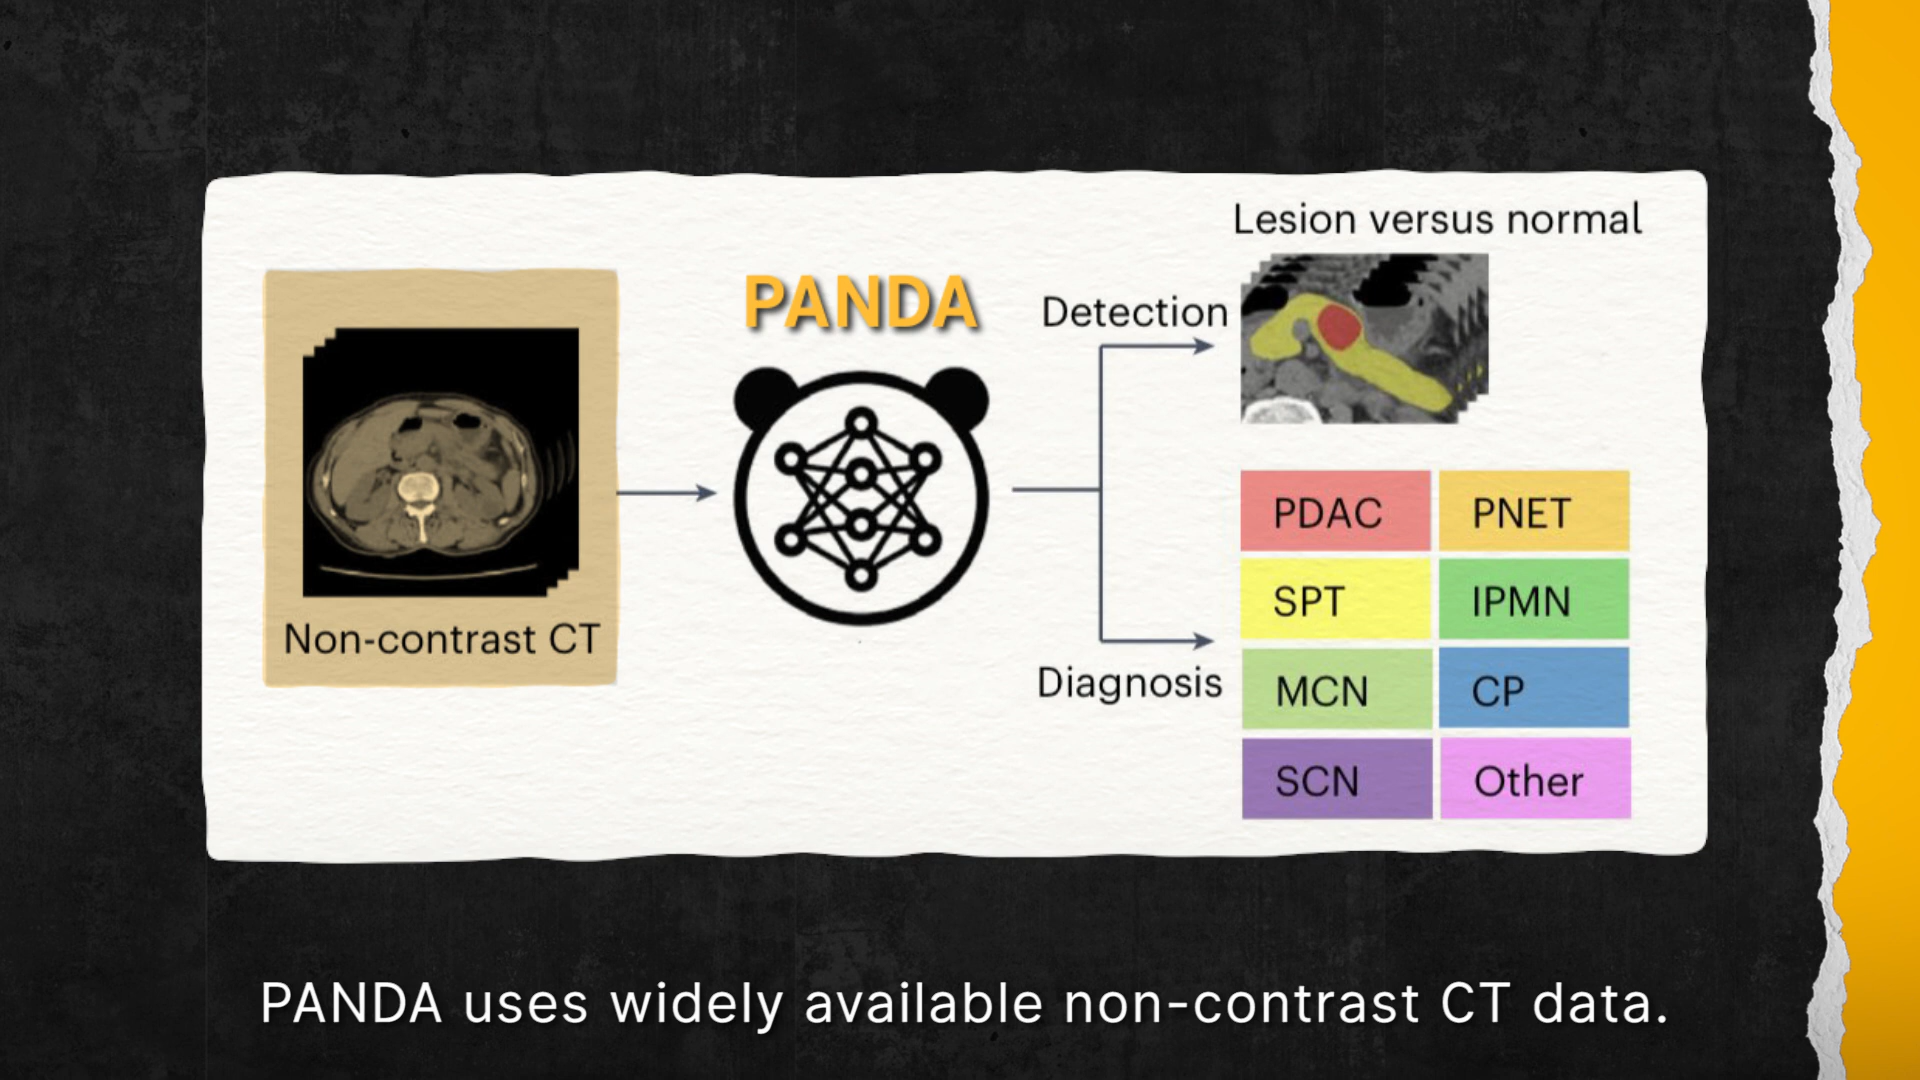 Lesion versus normal
PANDA
Detection
Non-contrast CT
Diagnosis
PDAC
PNET
SPT
IPMN
MCN
CP
SCN
Other
PANDA uses widely available non-contrast CT data.